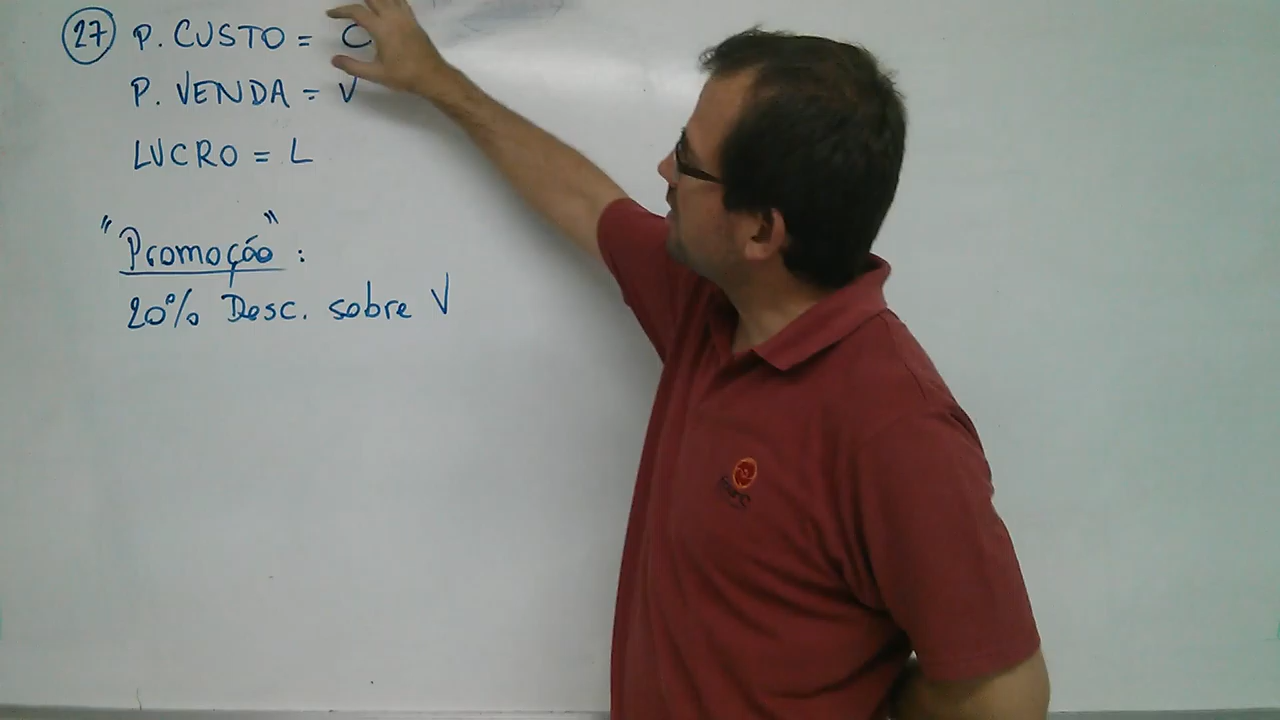 27 P. CUSTO = C
P. VENDA = V
LUCRO = L
"Promoção":
20% Desc. sobre V